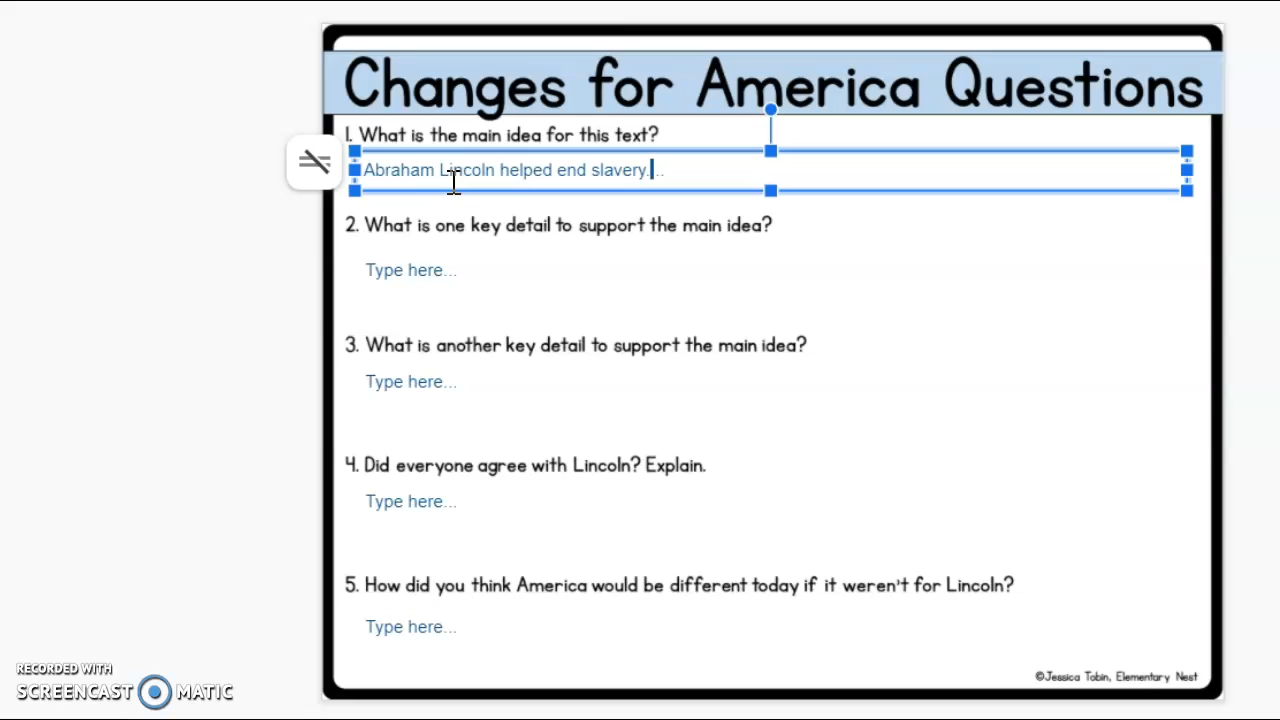 Changes for America Questions
1. What is the main idea for this text?
Abraham Lincoln helped end slavery...
2. What is one key detail to support the main idea?
Type here...
3. What is another key detail to support the main idea?
Type here...
4. Did everyone agree with Lincoln? Explain.
Type here...
5. How did you think America would be different today if it weren't for Lincoln?
Type here...
©Jessica Tobin, Elementary Nest
RECORDED WITH
SCREENCAST MATIC